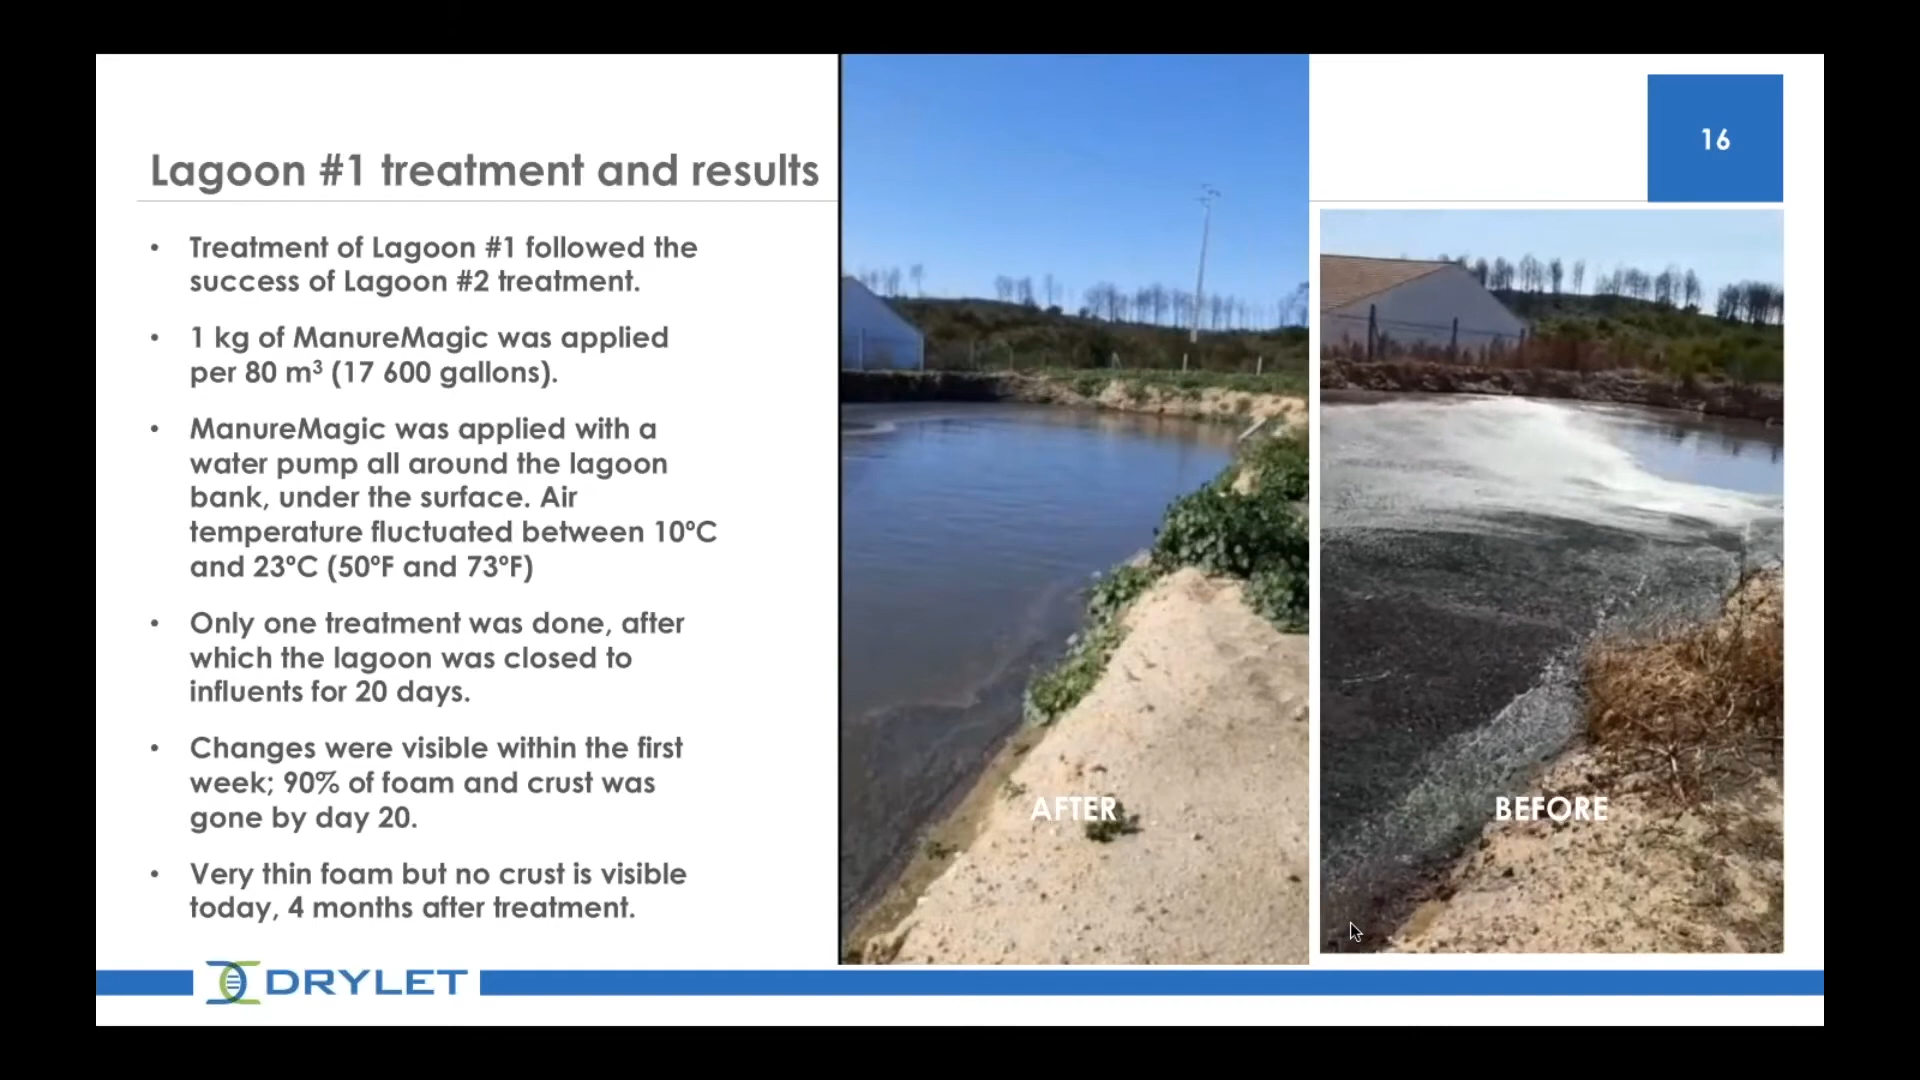 Lagoon #1 treatment and results
16
• Treatment of Lagoon #1 followed the
success of Lagoon #2 treatment.
• 1 kg of ManureMagic was applied
per 80 m³ (17 600 gallons).
• ManureMagic was applied with a
water pump all around the lagoon
bank, under the surface. Air
temperature fluctuated between 10ºC
and 23ºC (50ºF and 73ºF)
• Only one treatment was done, after
which the lagoon was closed to
influents for 20 days.
• Changes were visible within the first
week; 90% of foam and crust was
gone by day 20.
• Very thin foam but no crust is visible
today, 4 months after treatment.
AFTER
BEFORE
DRYLET